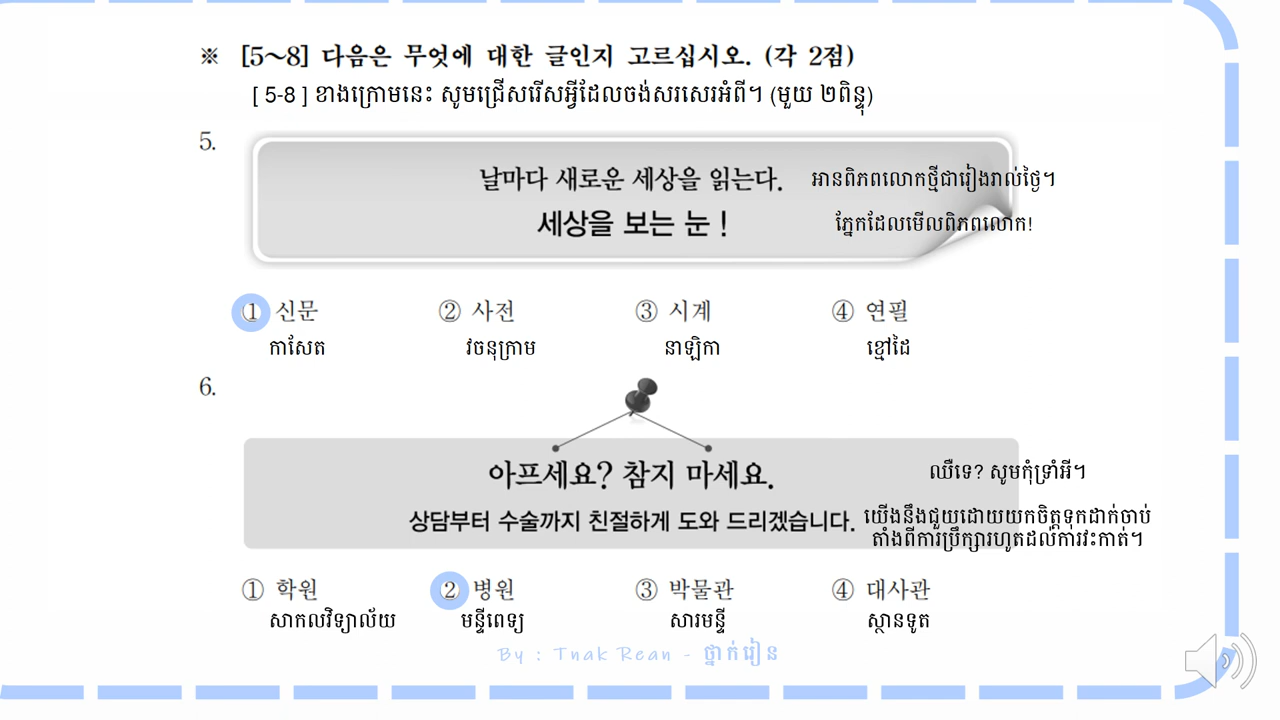 ※ [5～8] 다음은 무엇에 대한 글인지 고르십시오. (각 2점)
[ 5-8 ] ខាងក្រោមនេះ សូមជ្រើសរើសអ្វីដែលចង់សរសេរអំពី។ (មួយ ២ពិន្ទុ)
5.
날마다 새로운 세상을 읽는다. អានពិភពលោកថ្មីជារៀងរាល់ថ្ងៃ។
세상을 보는 눈 ! ភ្នែកដែលមើលពិភពលោក!
① 신문 ② 사전 ③ 시계 ④ 연필
កាសែត វចនុក្រាម នាឡិកា ខ្មៅដៃ
6.
아프세요? 참지 마세요. ឈឺទេ? សូមកុំទ្រាំអី។
상담부터 수술까지 친절하게 도와 드리겠습니다. យើងនឹងជួយដោយយកចិត្តទុកដាក់ចាប់
តាំងពីការប្រឹក្សារហូតដល់ការវះកាត់។
① 학원 ② 병원 ③ 박물관 ④ 대사관
សាកលវិទ្យាល័យ មន្ទីពេទ្យ សារមន្ទី ស្ថានទូត
By : Tnak Rean - ថ្នាក់រៀន